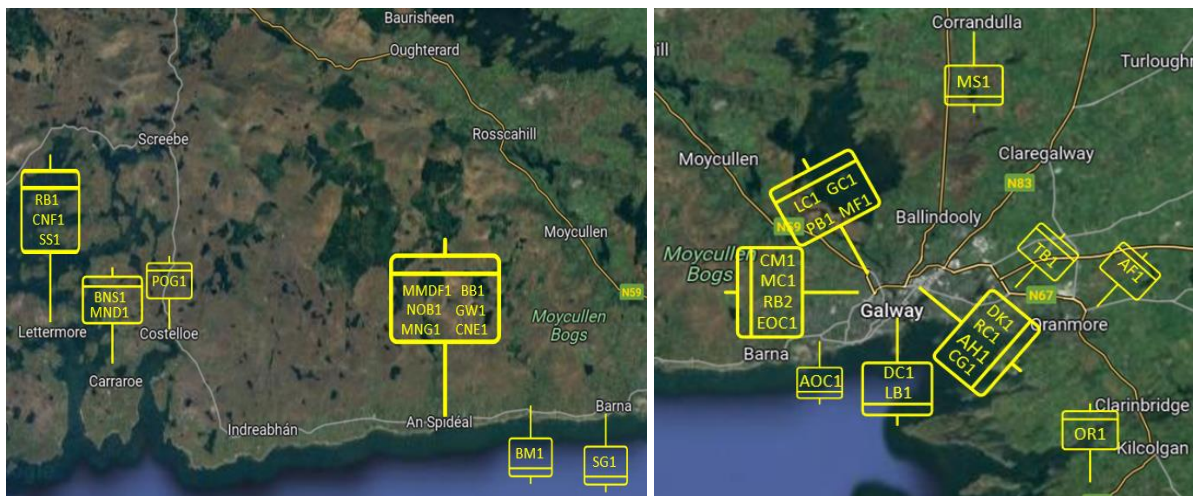 Baurisheen
Oughterard
Rosscahill
Screebe
RB1
CNF1
SS1
Moycullen
POG1
BNS1
MND1
MMDF1 BB1
NOB1 GW1
MNG1 CNE1
N59
Moycullen
Bogs
Lettermore
Costelloe
Carraroe
Indreabhán
An Spidéal
Barna
BM1
SG1
Corrandulla
ill
Turlough
MS1
Moycullen
Claregalway
LC1 GC1
PB1 MF1
N83
N59
Ballindooly
Moycullen
Bogs
TB1
AF1
CM1
MC1
RB2
EOC1
N67
Galway
Oranmore
DK1
RC1
AH1
CG1
Barna
AOC1
DC1
LB1
Clarinbridge
OR1
Kilcolgan